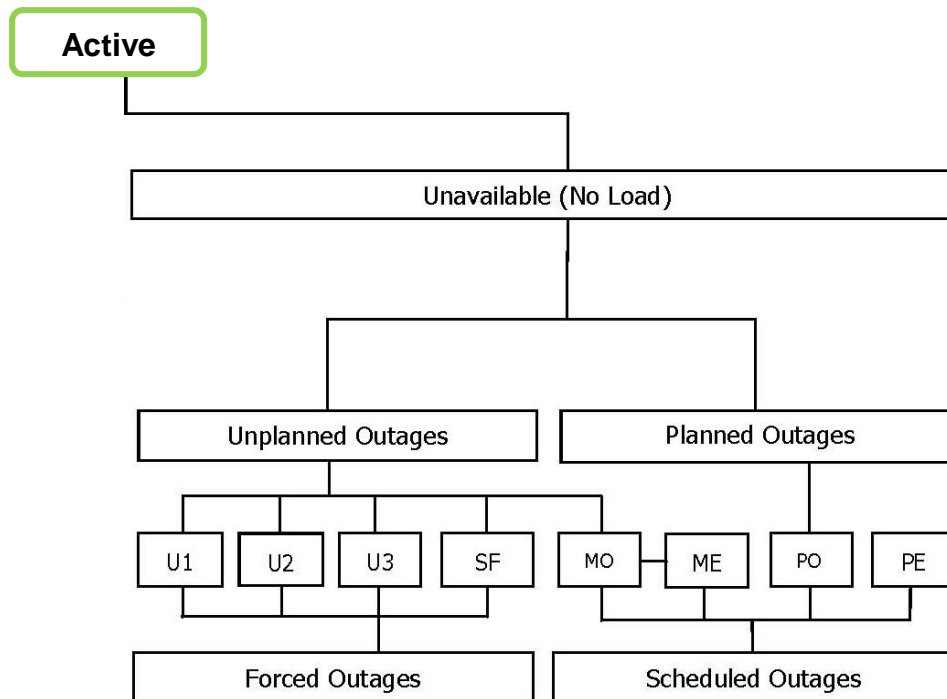 Active
Unavailable (No Load)
Unplanned Outages
Planned Outages
U1
U2
U3
SF
MO
ME
PO
PE
Forced Outages
Scheduled Outages